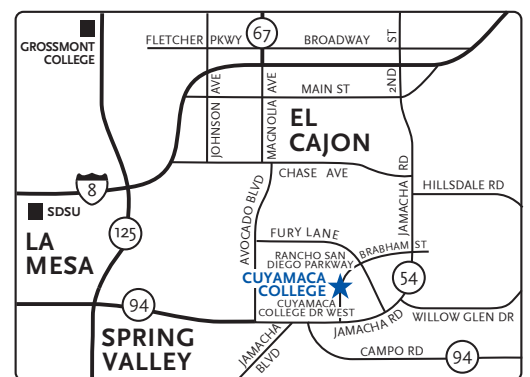 FLETCHER PKWY
67
BROADWAY
2ND ST
GROSSMONT
COLLEGE
JOHNSON AVE
MAGNOLIA AVE
MAIN ST
EL
CAJON
CHASE AVE
JAMACHA RD
HILLSDALE RD
8
SDSU
LA
MESA
125
AVOCADO BLVD
FURY LANE
RANCHO SAN
DIEGO PARKWAY
BRABHAM ST
CUYAMACA
COLLEGE
CUYAMACA
COLLEGE DR WEST
54
94
SPRING
VALLEY
JAMACHA
BLVD
JAMACHA RD
WILLOW GLEN DR
CAMPO RD
94